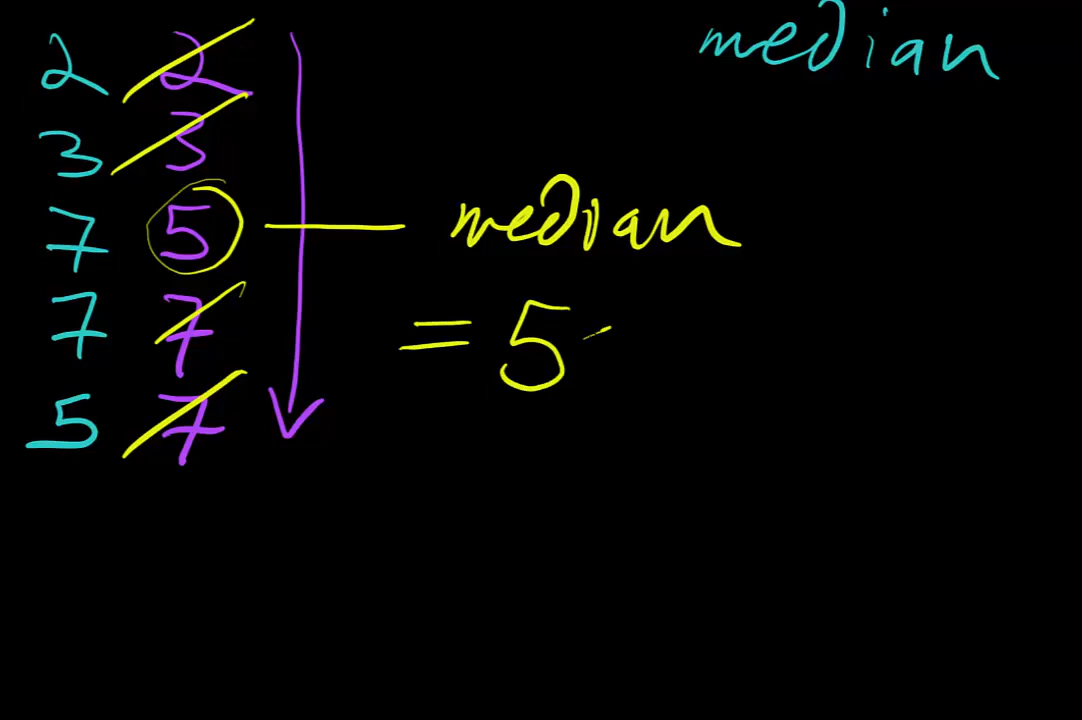 median
2 2
3 3
7 5 median
7 7 = 5
5 7